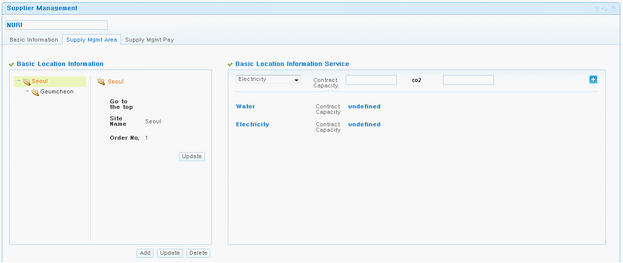 Supplier Management
NURI
Basic Information Supply Mgmt Area Supply Mgmt Pay
Basic Location Information
Seoul
Geumcheon
Seoul
Go to
the top
Site
Name
Seoul
Order No. 1
Update
Add Update Delete
Basic Location Information Service
Electricity Contract
Capacity
co2
Water Contract
Capacity
undefined
Electricity Contract
Capacity
undefined